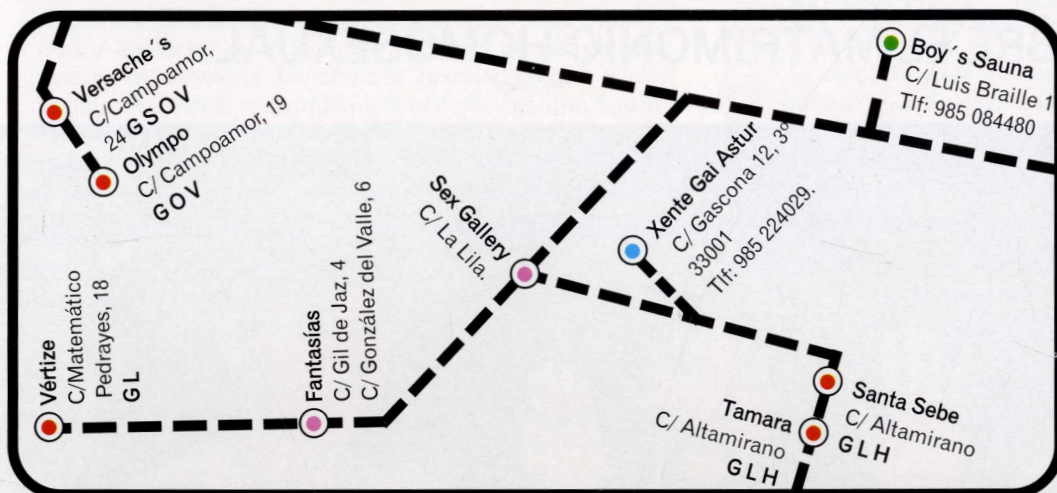 Versache´s
C/Campoamor,
24 G S O V
Olympo
C/ Campoamor, 19
G O V
Boy´s Sauna
C/ Luis Braille 1
Tlf: 985 084480
Xente Gai Astur
C/ Gascona 12, 3º
33001
Tlf: 985 224029.
Sex Gallery
C/ La Lila.
Vértize
C/Matemático
Pedrayes, 18
G L
Fantasías
C/ Gil de Jaz, 4
C/ González del Valle, 6
Santa Sebe
C/ Altamirano
G L H
Tamara
C/ Altamirano
G L H